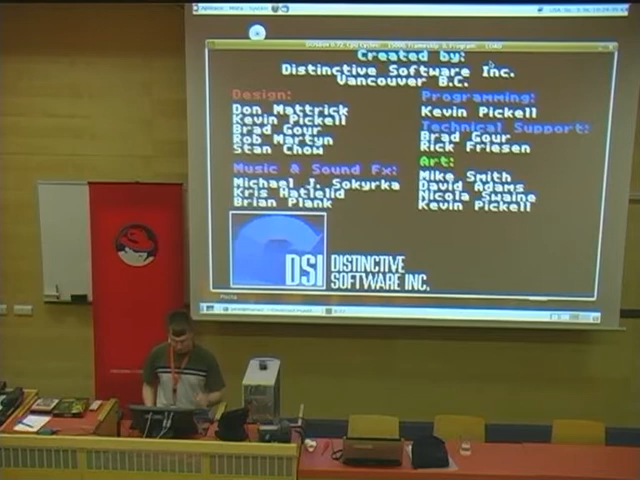 Created by:
Distinctive Software Inc.
Vancouver B.C.
Design:
Don Mattrick
Kevin Pickell
Brad Gour
Rob Martyn
Stan Chow
Programming:
Kevin Pickell
Technical Support:
Brad Gour
Rick Friesen
Music & Sound Fx:
Michael J. Sokyrka
Kris Hatlelid
Brian Plank
Art:
Mike Smith
David Adams
Nicola Swaine
Kevin Pickell
DSI DISTINCTIVE
SOFTWARE INC.